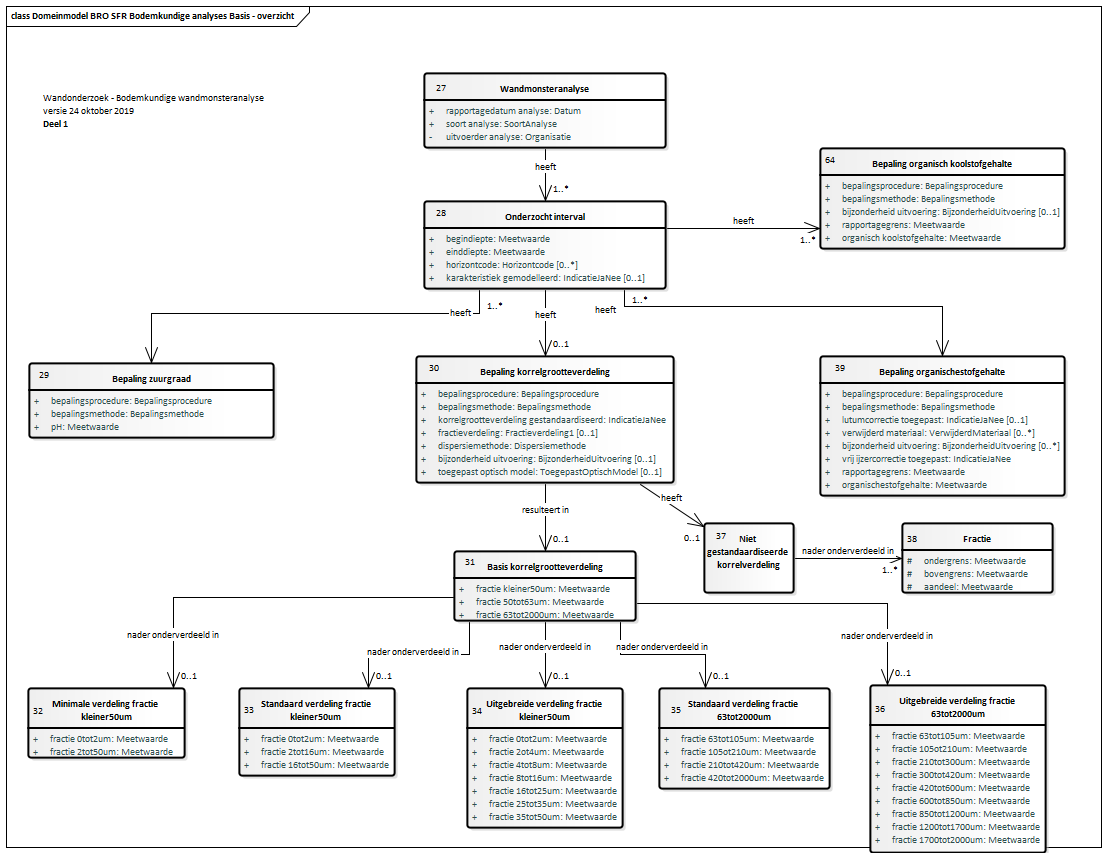 class Domeinmodel BRO SFR Bodemkundige analyses Basis - overzicht
Wandonderzoek - Bodemkundige wandmonsteranalyse
versie 24 oktober 2019
Deel 1
27
Wandmonsteranalyse
+ rapportagedatum analyse: Datum
+ soort analyse: SoortAnalyse
- uitvoerder analyse: Organisatie
heeft
1..*
28
Onderzocht interval
+ begindiepte: Meetwaarde
+ einddiepte: Meetwaarde
+ horizontcode: Horizontcode [0..*]
+ karakteristiek gemodelleerd: IndicatieJaNee [0..1]
heeft
1..*
64
Bepaling organisch koolstofgehalte
+ bepalingsprocedure: Bepalingsprocedure
+ bepalingsmethode: Bepalingsmethode
+ bijzonderheid uitvoering: BijzonderheidUitvoering [0..1]
+ rapportagegrens: Meetwaarde
+ organisch koolstofgehalte: Meetwaarde
heeft
1..*
heeft
0..1
heeft
1..*
29
Bepaling zuurgraad
+ bepalingsprocedure: Bepalingsprocedure
+ bepalingsmethode: Bepalingsmethode
+ pH: Meetwaarde
30
Bepaling korrelgrootteverdeling
+ bepalingsprocedure: Bepalingsprocedure
+ bepalingsmethode: Bepalingsmethode
+ korrelgrootteverdeling gestandaardiseerd: IndicatieJaNee
+ fractieverdeling: Fractieverdeling1 [0..1]
+ dispersiemethode: Dispersiemethode
+ bijzonderheid uitvoering: BijzonderheidUitvoering [0..1]
+ toegepast optisch model: ToegepastOptischModel [0..1]
39
Bepaling organischestofgehalte
+ bepalingsprocedure: Bepalingsprocedure
+ bepalingsmethode: Bepalingsmethode
+ lutumcorrectie toegepast: IndicatieJaNee [0..1]
+ verwijderd materiaal: VerwijderdMateriaal [0..*]
+ bijzonderheid uitvoering: BijzonderheidUitvoering [0..*]
+ vrij ijzercorrectie toegepast: IndicatieJaNee
+ rapportagegrens: Meetwaarde
+ organischestofgehalte: Meetwaarde
resulteert in
0..1
heeft
0..1
37
Niet
gestandaardiseerde
korrelverdeling
nader onderverdeeld in
1..*
38
Fractie
# ondergrens: Meetwaarde
# bovengrens: Meetwaarde
# aandeel: Meetwaarde
31
Basis korrelgrootteverdeling
+ fractie kleiner50um: Meetwaarde
+ fractie 50tot63um: Meetwaarde
+ fractie 63tot2000um: Meetwaarde
nader onderverdeeld in
0..1
nader onderverdeeld in
0..1
nader onderverdeeld in
0..1
nader onderverdeeld in
0..1
nader onderverdeeld in
0..1
32
Minimale verdeling fractie
kleiner50um
+ fractie 0tot2um: Meetwaarde
+ fractie 2tot50um: Meetwaarde
33
Standaard verdeling fractie
kleiner50um
+ fractie 0tot2um: Meetwaarde
+ fractie 2tot16um: Meetwaarde
+ fractie 16tot50um: Meetwaarde
34
Uitgebreide verdeling fractie
kleiner50um
+ fractie 0tot2um: Meetwaarde
+ fractie 2ot4um: Meetwaarde
+ fractie 4tot8um: Meetwaarde
+ fractie 8tot16um: Meetwaarde
+ fractie 16tot25um: Meetwaarde
+ fractie 25tot35um: Meetwaarde
+ fractie 35tot50um: Meetwaarde
35
Standaard verdeling fractie
63tot2000um
+ fractie 63tot105um: Meetwaarde
+ fractie 105tot210um: Meetwaarde
+ fractie 210tot420um: Meetwaarde
+ fractie 420tot2000um: Meetwaarde
36
Uitgebreide verdeling fractie
63tot2000um
+ fractie 63tot105um: Meetwaarde
+ fractie 105ot210um: Meetwaarde
+ fractie 210tot300um: Meetwaarde
+ fractie 300tot420um: Meetwaarde
+ fractie 420tot600um: Meetwaarde
+ fractie 600tot850um: Meetwaarde
+ fractie 850tot1200um: Meetwaarde
+ fractie 1200tot1700um: Meetwaarde
+ fractie 1700tot2000um: Meetwaarde